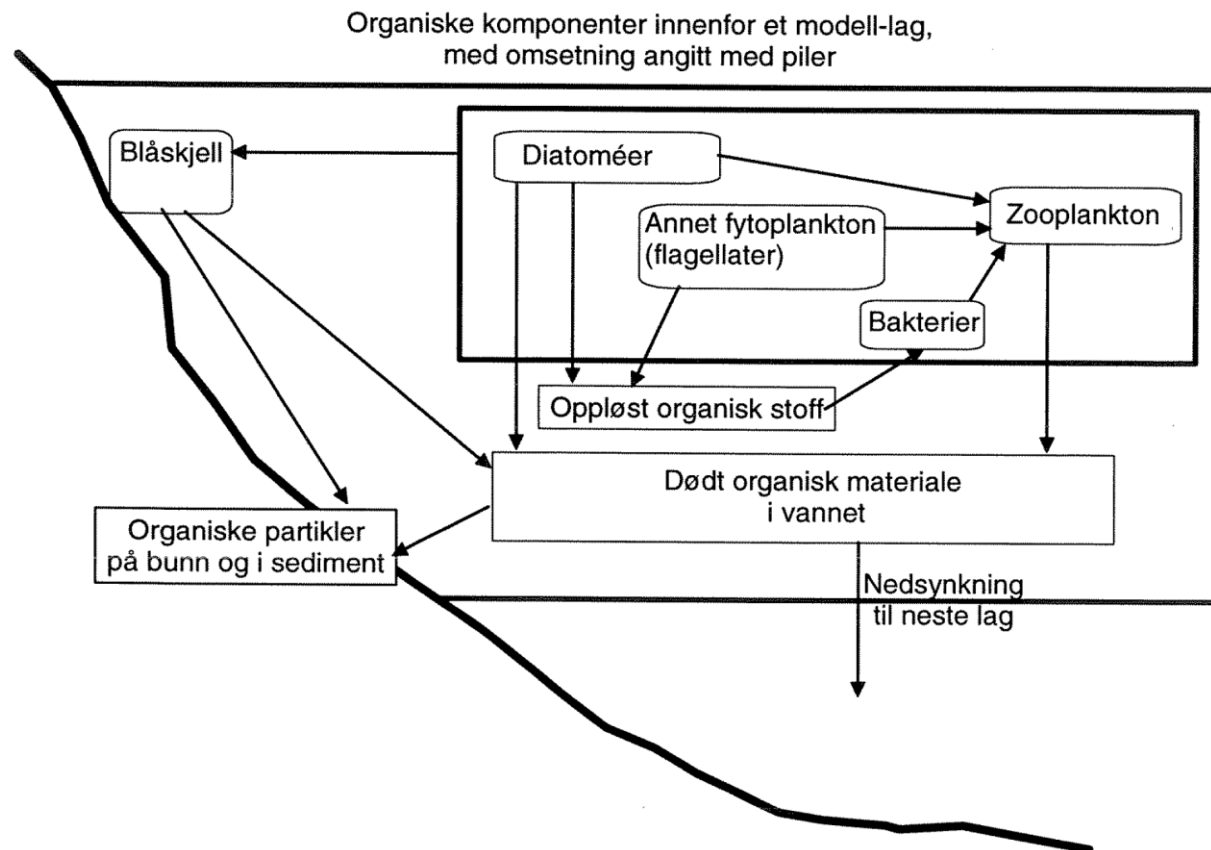 Organiske komponenter innenfor et modell-lag,
med omsetning angitt med piler
Blåskjell
Diatoméer
Annet fytoplankton
(flagellater)
Zooplankton
Bakterier
Oppløst organisk stoff
Dødt organisk materiale
i vannet
Organiske partikler
på bunn og i sediment
Nedsynkning
til neste lag